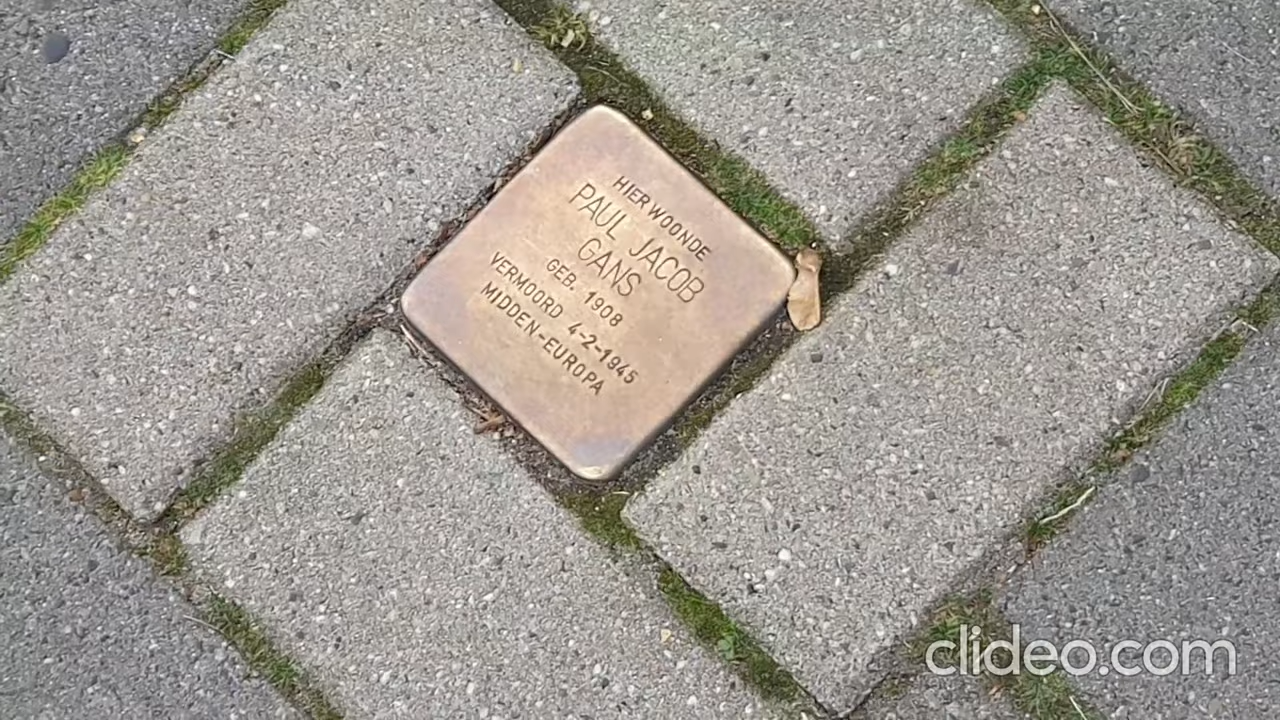 HIER WOONDE
PAUL JACOB
GANS
GEB. 1908
VERMOORD 4-2-1945
MIDDEN-EUROPA
clideo.com